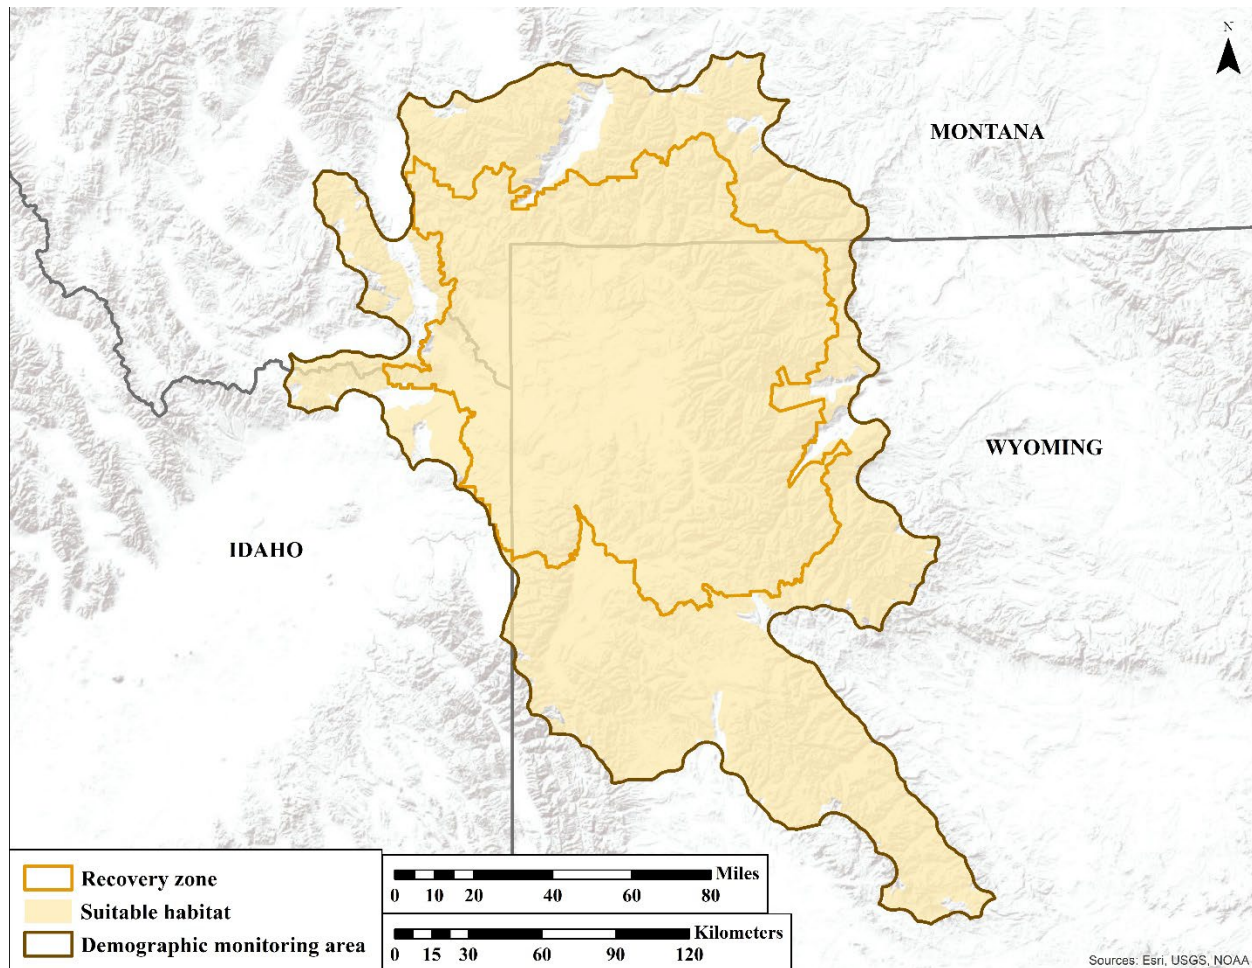 N
MONTANA
WYOMING
IDAHO
Recovery zone
Suitable habitat
Demographic monitoring area
Miles
0 10 20 40 60 80
Kilometers
0 15 30 60 90 120
Sources: Esri, USGS, NOAA